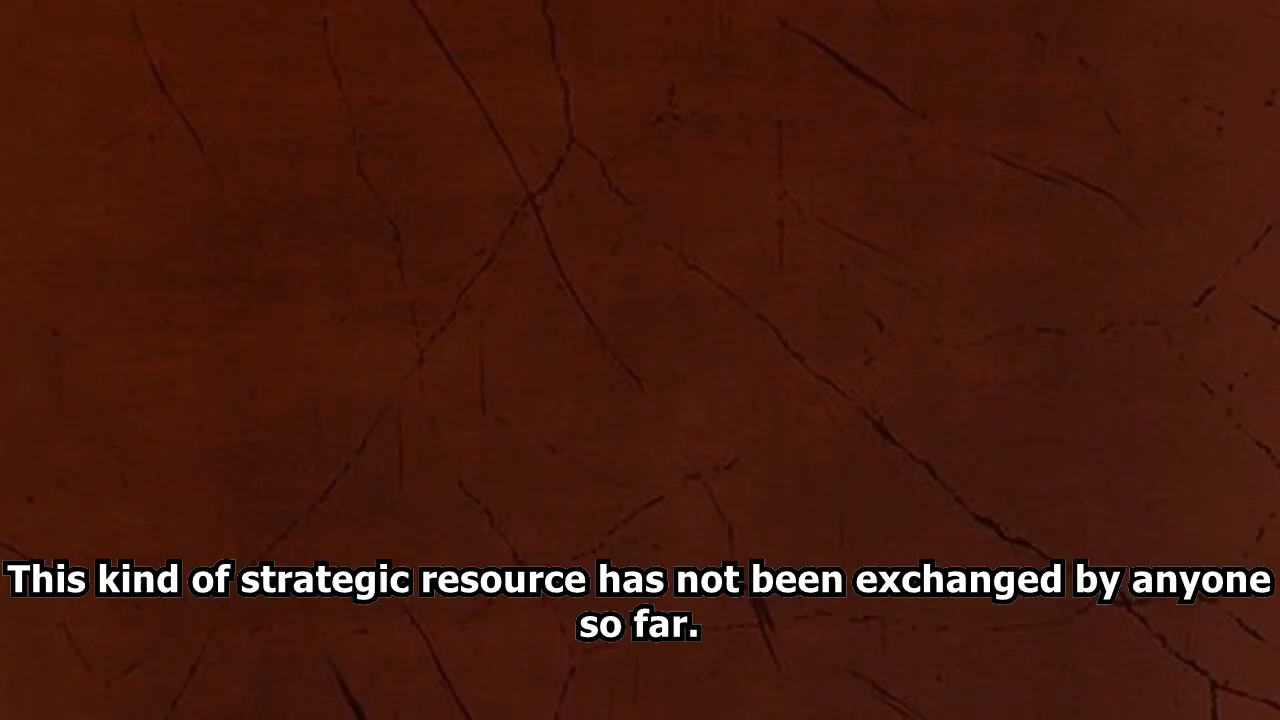 This kind of strategic resource has not been exchanged by anyone
so far.